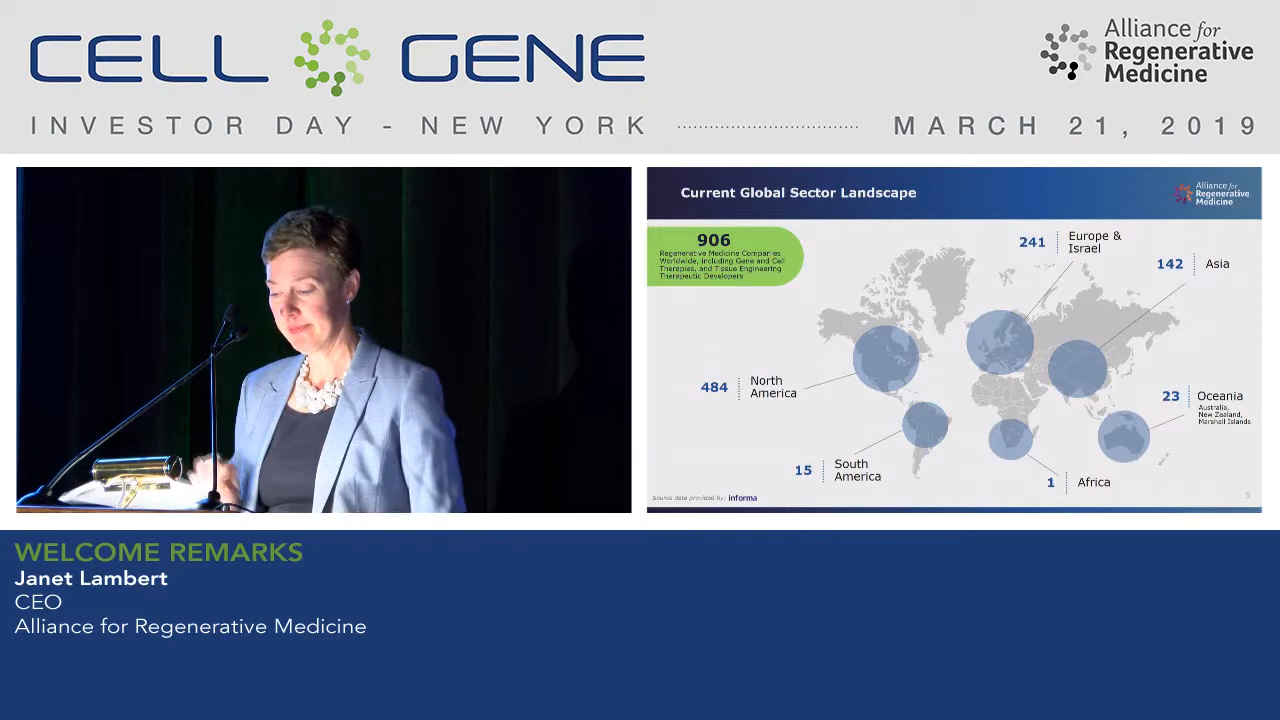 CELL GENE
Alliance for
Regenerative
Medicine
INVESTOR DAY - NEW YORK
MARCH 21, 2019
Current Global Sector Landscape
Alliance for
Regenerative
Medicine
906
Regenerative Medicine Companies
Worldwide, including Gene and Cell
Therapies, and Tissue Engineering
Therapeutic Developers
241
Europe &
Israel
142
Asia
484
North
America
23
Oceania
Australia,
New Zealand,
Marshall Islands
15
South
America
1
Africa
Source data provided by: informa
5
WELCOME REMARKS
Janet Lambert
CEO
Alliance for Regenerative Medicine